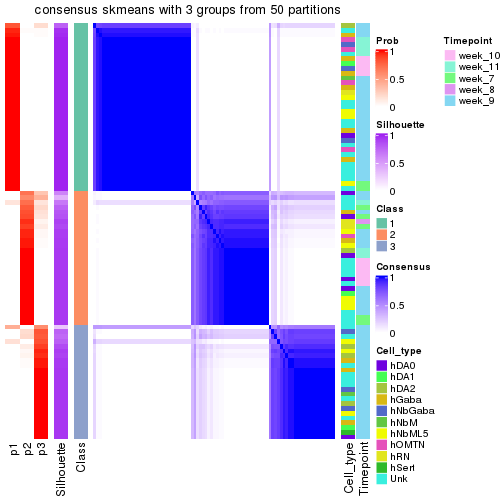 consensus skmeans with 3 groups from 50 partitions
Prob
1
0.5
0
Silhouette
1
0.5
0
Class
1
2
3
Consensus
1
0.5
0
Cell_type
hDA0
hDA1
hDA2
hGaba
hNbGaba
hNbM
hNbML5
hOMTN
hRN
hSert
Unk
Timepoint
week_10
week_11
week_7
week_8
week_9
p1
p2
p3
Silhouette
Class
Cell_type
Timepoint